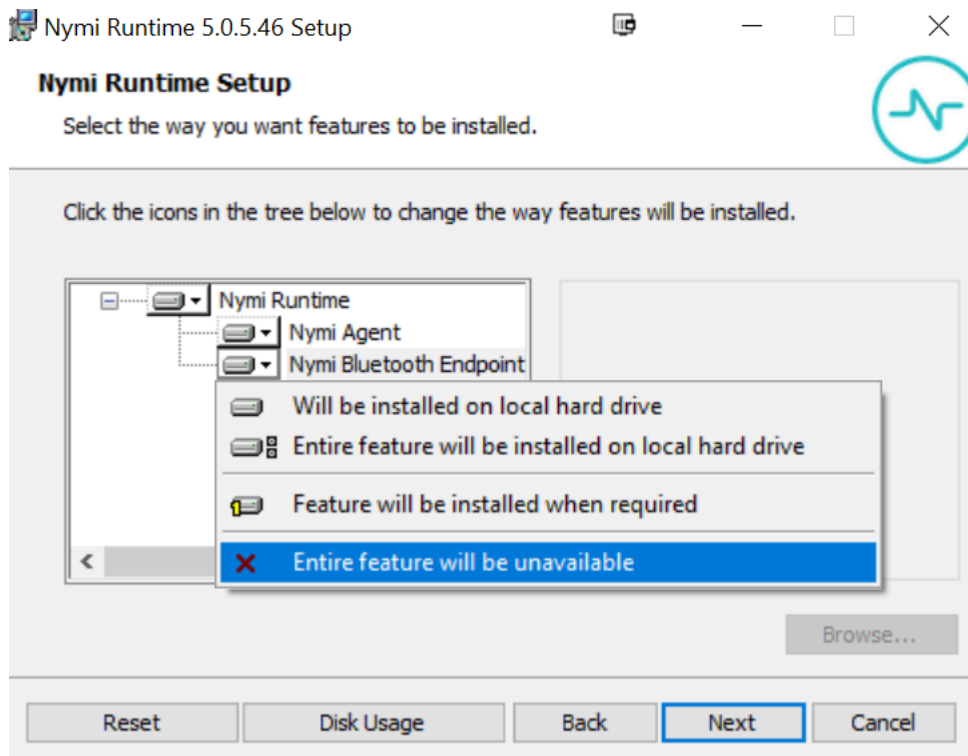 Nymi Runtime 5.0.5.46 Setup
Nymi Runtime Setup
Select the way you want features to be installed.
Click the icons in the tree below to change the way features will be installed.
Nymi Runtime
Nymi Agent
Nymi Bluetooth Endpoint
Will be installed on local hard drive
Entire feature will be installed on local hard drive
Feature will be installed when required
Entire feature will be unavailable
Browse...
Reset Disk Usage Back Next Cancel